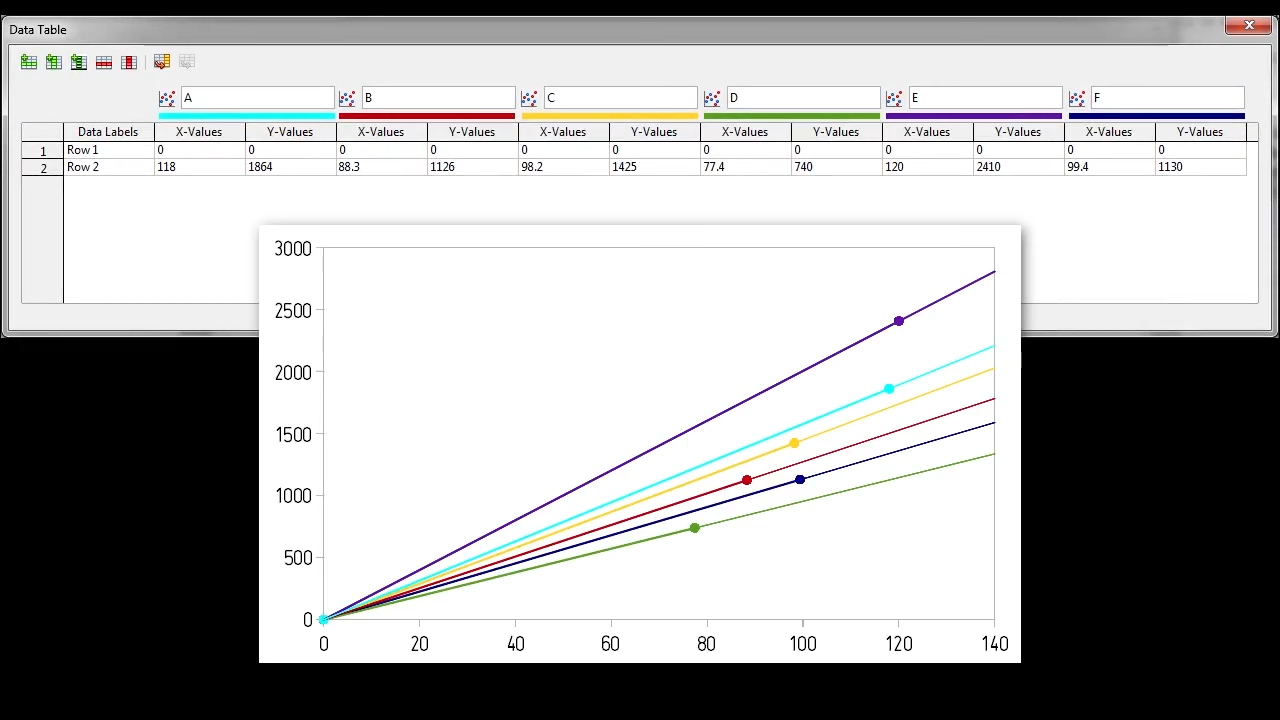 Data Table
A B C D E F
Data Labels X-Values Y-Values X-Values Y-Values X-Values Y-Values X-Values Y-Values X-Values Y-Values X-Values Y-Values
1 Row 1 0 0 0 0 0 0 0 0 0 0 0 0
2 Row 2 118 1864 88.3 1126 98.2 1425 77.4 740 120 2410 99.4 1130
3000
2500
2000
1500
1000
500
0
0 20 40 60 80 100 120 140